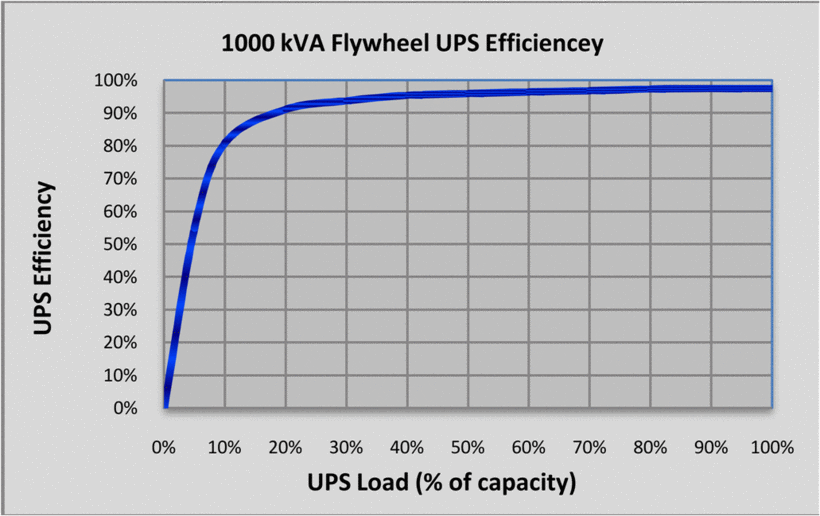 1000 kVA Flywheel UPS Efficiencey
100%
90%
80%
70%
60%
50%
40%
30%
20%
10%
0%
UPS Efficiency
0% 10% 20% 30% 40% 50% 60% 70% 80% 90% 100%
UPS Load (% of capacity)